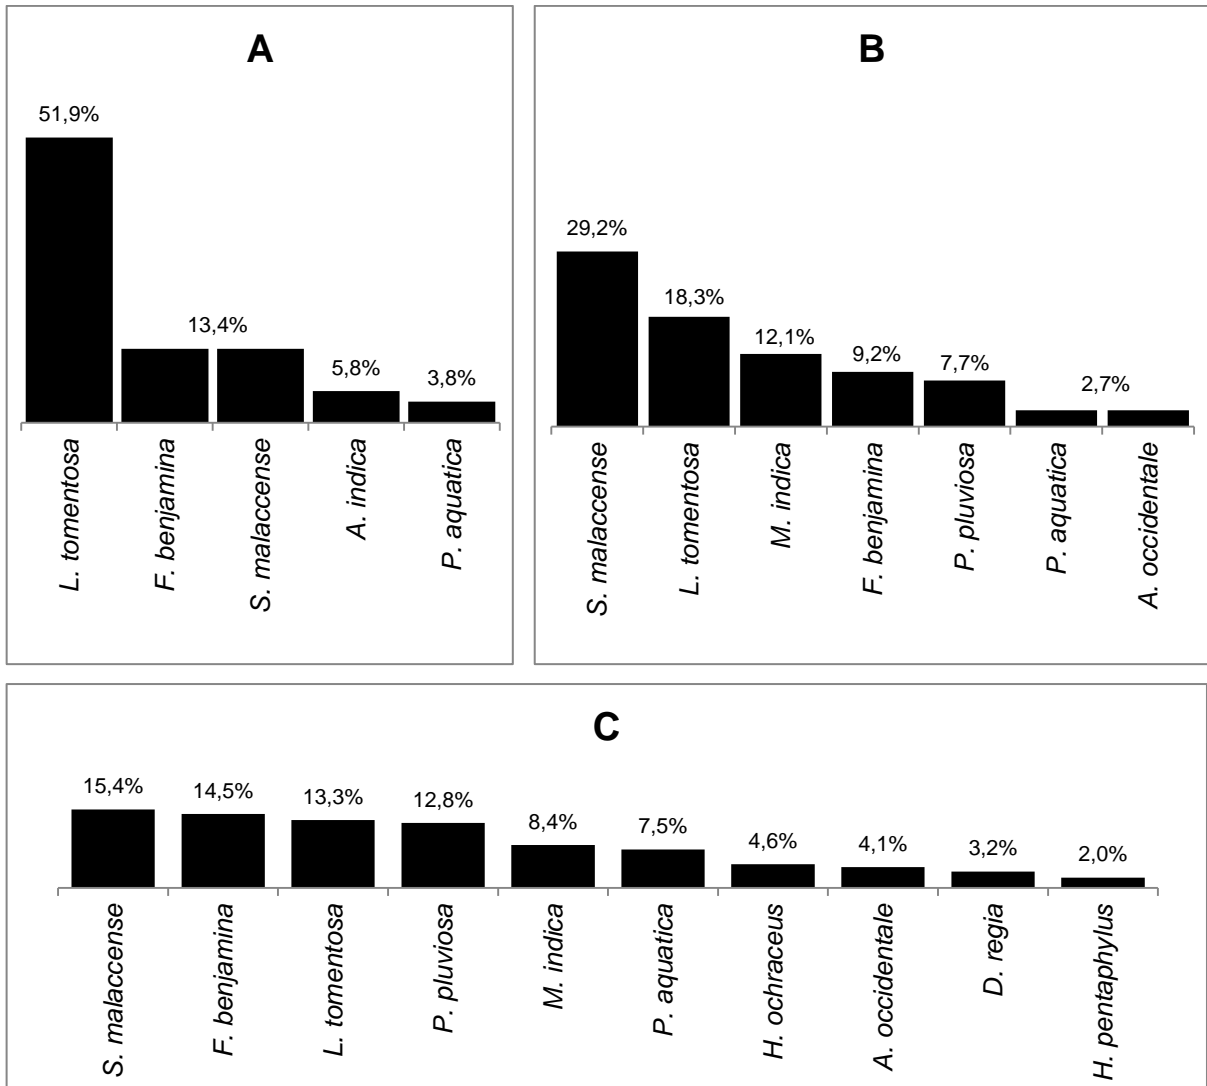 A
51,9%
13,4%
5,8%
3,8%
L. tomentosa
F. benjamina
S. malaccense
A. indica
P. aquatica
B
29,2%
18,3%
12,1%
9,2%
7,7%
2,7%
S. malaccense
L. tomentosa
M. indica
F. benjamina
P. pluviosa
P. aquatica
A. occidentale
C
15,4%
14,5%
13,3%
12,8%
8,4%
7,5%
4,6%
4,1%
3,2%
2,0%
S. malaccense
F. benjamina
L. tomentosa
P. pluviosa
M. indica
P. aquatica
H. ochraceus
A. occidentale
D. regia
H. pentaphylus